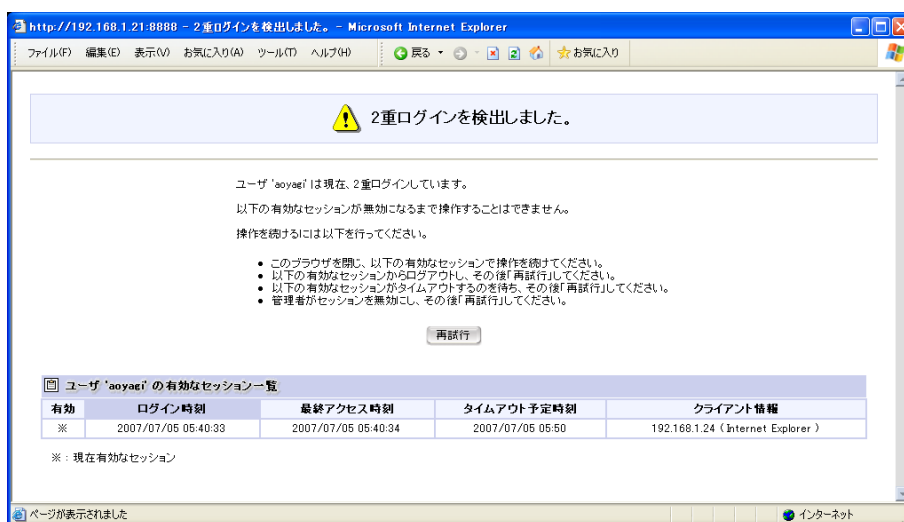 http://192.168.1.21:8888 - 2重ログインを検出しました。 - Microsoft Internet Explorer
ファイル(F) 編集(E) 表示(V) お気に入り(A) ツール(T) ヘルプ(H) 戻る お気に入り
2重ログインを検出しました。
ユーザ 'aoyagi' は現在、2重ログインしています。
以下の有効なセッションが無効になるまで操作することはできません。
操作を続けるには以下を行ってください。
• このブラウザを閉じ、以下の有効なセッションで操作を続けてください。
• 以下の有効なセッションからログアウトし、その後「再試行」してください。
• 以下の有効なセッションがタイムアウトするのを待ち、その後「再試行」してください。
• 管理者がセッションを無効にし、その後「再試行」してください。
再試行
ユーザ 'aoyagi' の有効なセッション一覧
有効 ログイン時刻 最終アクセス時刻 タイムアウト予定時刻 クライアント情報
※ 2007/07/05 05:40:33 2007/07/05 05:40:34 2007/07/05 05:50 192.168.1.24 ( Internet Explorer )
※ : 現在有効なセッション
ページが表示されました インターネット